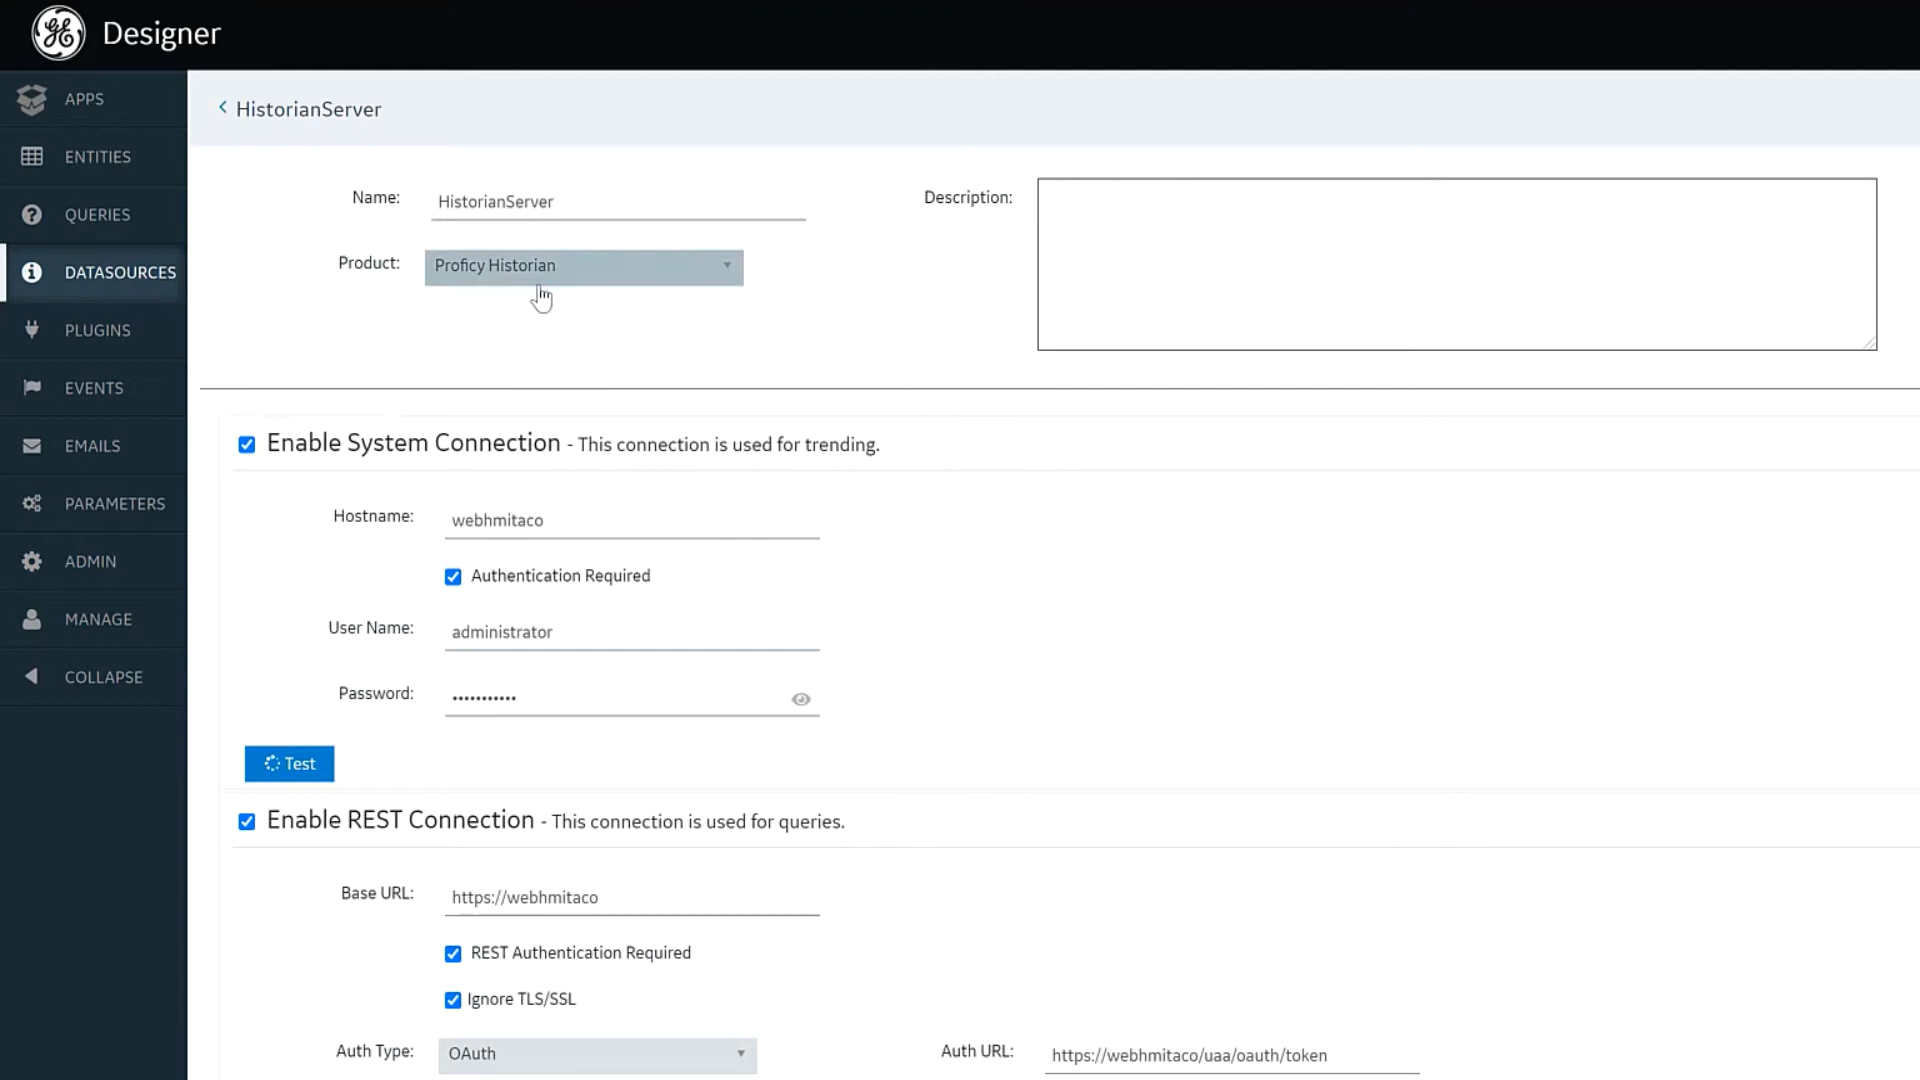 Designer
APPS
ENTITIES
QUERIES
DATASOURCES
PLUGINS
EVENTS
EMAILS
PARAMETERS
ADMIN
MANAGE
COLLAPSE
HistorianServer
Name: HistorianServer
Description:
Product: Proficy Historian
Enable System Connection - This connection is used for trending.
Hostname: webhmitaco
Authentication Required
User Name: administrator
Password: •••••••••••
Test
Enable REST Connection - This connection is used for queries.
Base URL: https://webhmitaco
REST Authentication Required
Ignore TLS/SSL
Auth Type: OAuth
Auth URL: https://webhmitaco/uaa/oauth/token